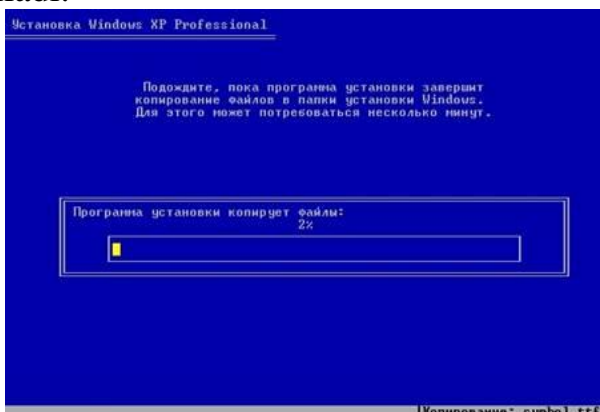 Установка Windows XP Professional
Подождите, пока программа установки завершит
копирование файлов в папки установки Windows.
Для этого может потребоваться несколько минут.
Программа установки копирует файлы:
2%
Копирование: symbol.ttf